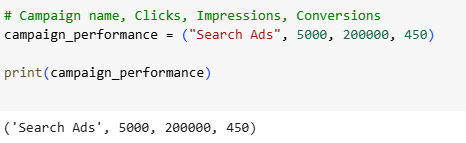 # Campaign name, Clicks, Impressions, Conversions
campaign_performance = ("Search Ads", 5000, 200000, 450)
print(campaign_performance)
('Search Ads', 5000, 200000, 450)